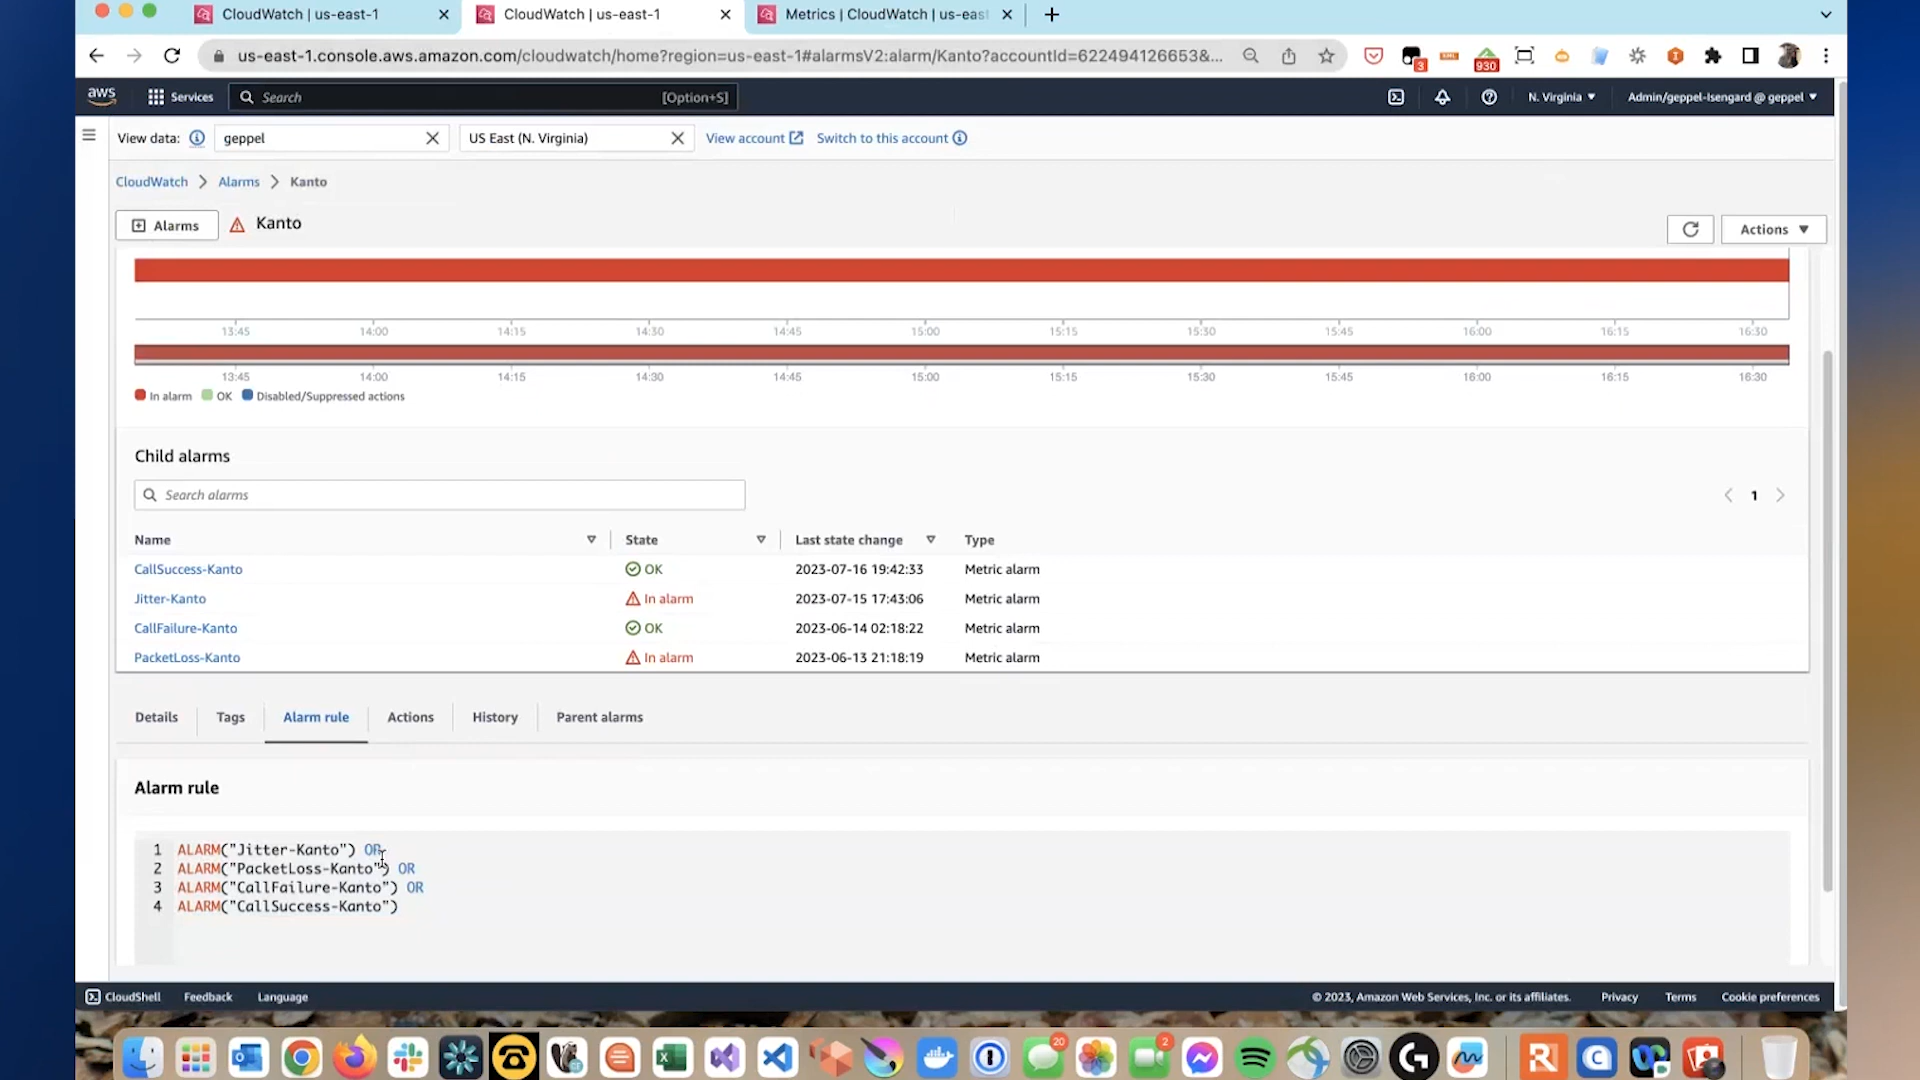 CloudWatch | us-east-1
CloudWatch | us-east-1
Metrics | CloudWatch | us-east
us-east-1.console.aws.amazon.com/cloudwatch/home?region=us-east-1#alarmsV2:alarm/Kanto?accountId=622494126653&...
3
930
aws
Services
Search
[Option+S]
N. Virginia
Admin/geppel-Isengard @ geppel
View data:
geppel
US East (N. Virginia)
View account
Switch to this account
CloudWatch
Alarms
Kanto
Alarms
Kanto
Actions
13:45 14:00 14:15 14:30 14:45 15:00 15:15 15:30 15:45 16:00 16:15 16:30
13:45 14:00 14:15 14:30 14:45 15:00 15:15 15:30 15:45 16:00 16:15 16:30
In alarm OK Disabled/Suppressed actions
Child alarms
Search alarms
1
Name State Last state change Type
CallSuccess-Kanto OK 2023-07-16 19:42:33 Metric alarm
Jitter-Kanto In alarm 2023-07-15 17:43:06 Metric alarm
CallFailure-Kanto OK 2023-06-14 02:18:22 Metric alarm
PacketLoss-Kanto In alarm 2023-06-13 21:18:19 Metric alarm
Details Tags Alarm rule Actions History Parent alarms
Alarm rule
1 ALARM("Jitter-Kanto") OR
2 ALARM("PacketLoss-Kanto") OR
3 ALARM("CallFailure-Kanto") OR
4 ALARM("CallSuccess-Kanto")
CloudShell Feedback Language
© 2023, Amazon Web Services, Inc. or its affiliates. Privacy Terms Cookie preferences
20
2